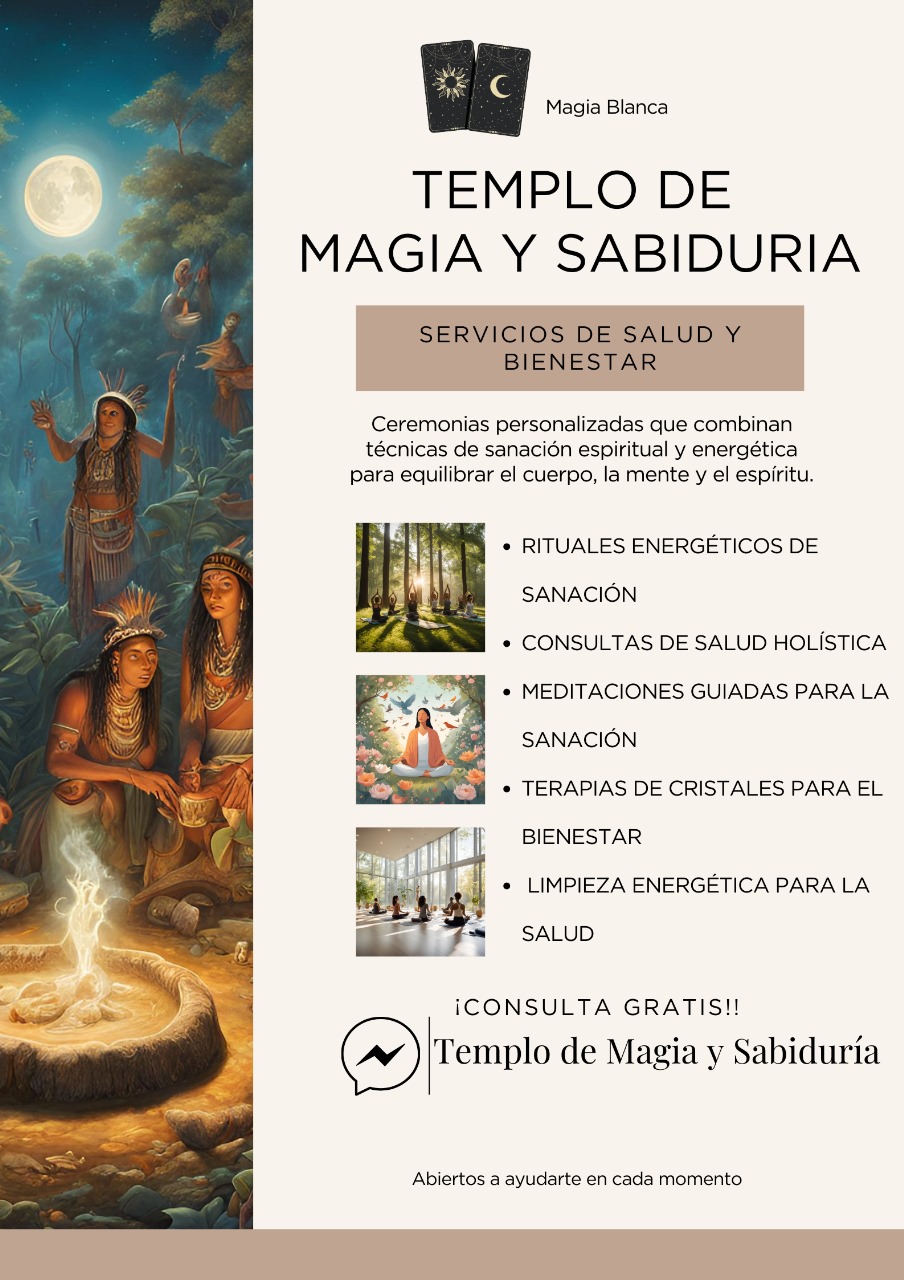 Magia Blanca
TEMPLO DE
MAGIA Y SABIDURIA
SERVICIOS DE SALUD Y
BIENESTAR
Ceremonias personalizadas que combinan
técnicas de sanación espiritual y energética
para equilibrar el cuerpo, la mente y el espíritu.
• RITUALES ENERGÉTICOS DE
SANACIÓN
• CONSULTAS DE SALUD HOLÍSTICA
• MEDITACIONES GUIADAS PARA LA
SANACIÓN
• TERAPIAS DE CRISTALES PARA EL
BIENESTAR
• LIMPIEZA ENERGÉTICA PARA LA
SALUD
¡CONSULTA GRATIS!!
Templo de Magia y Sabiduría
Abiertos a ayudarte en cada momento